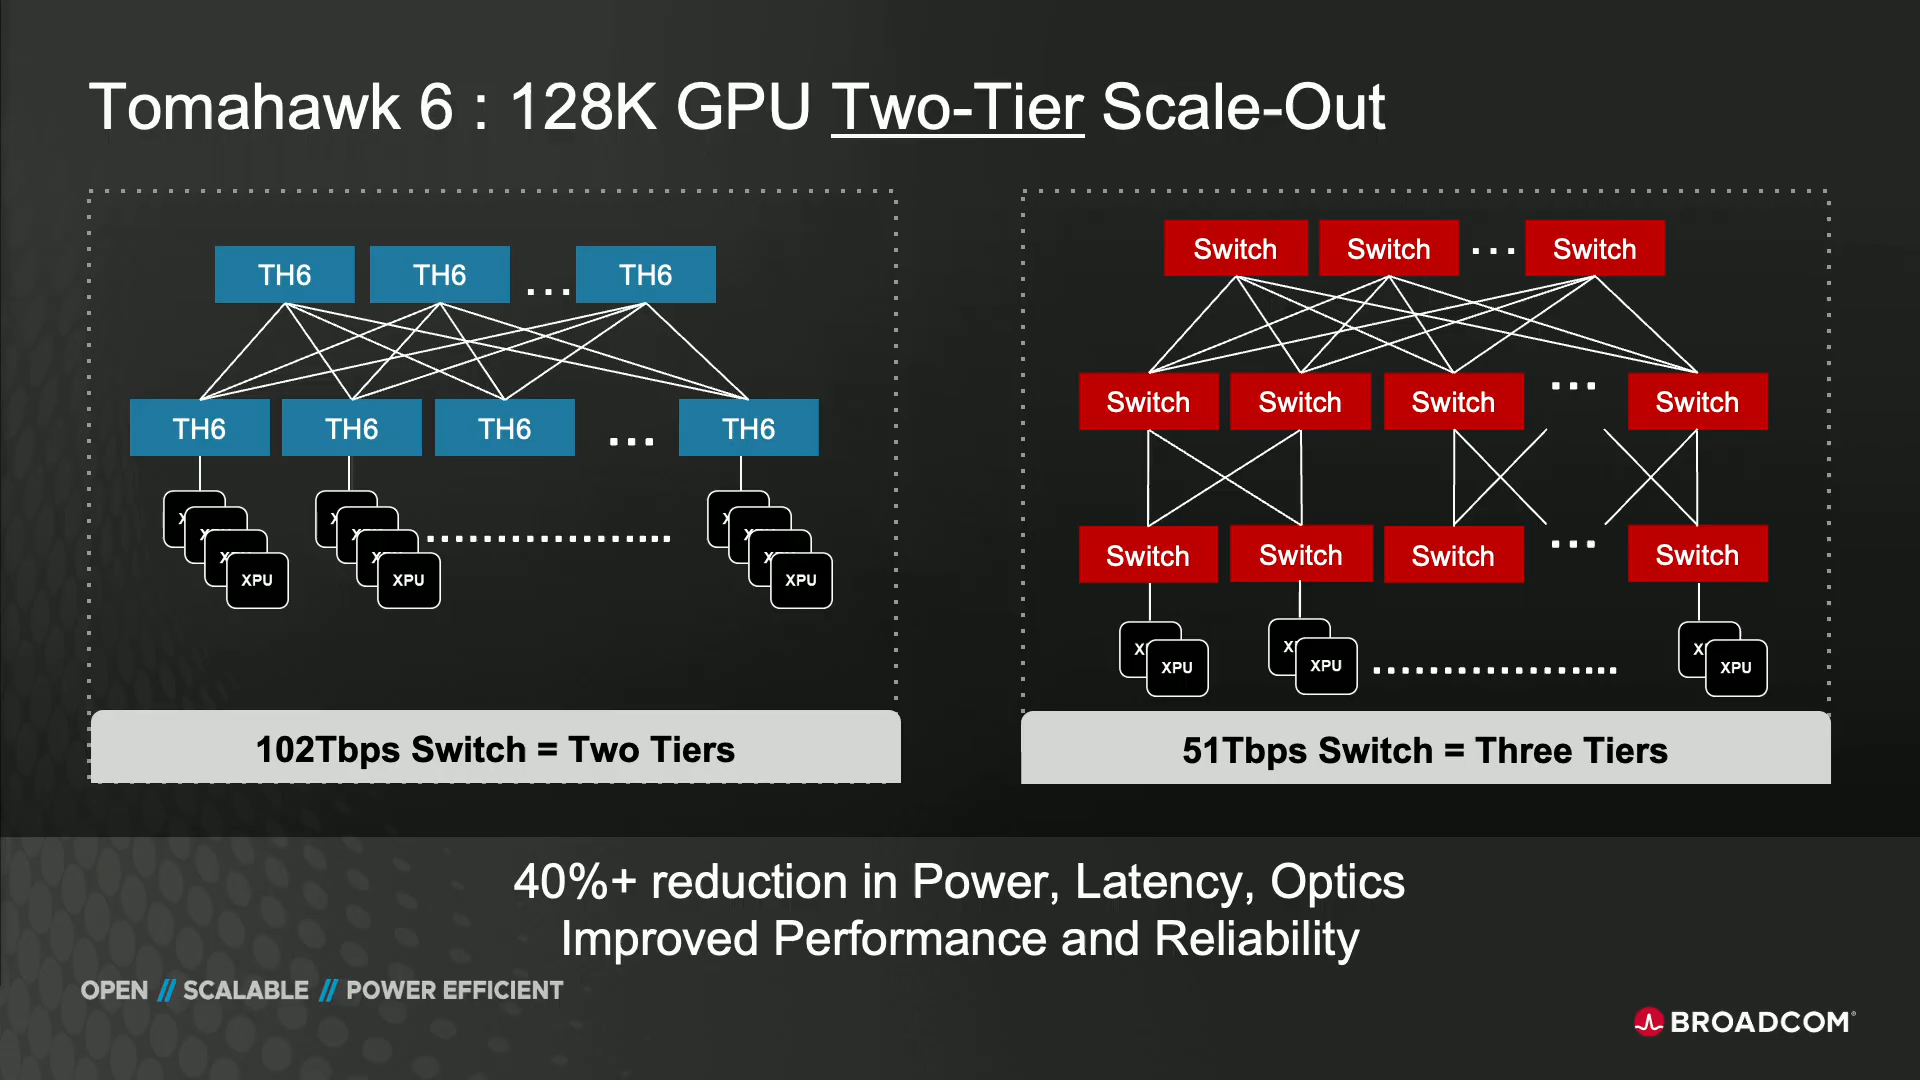 Tomahawk 6 : 128K GPU Two-Tier Scale-Out
TH6 TH6 ... TH6
TH6 TH6 TH6 ... TH6
XPU XPU XPU
102Tbps Switch = Two Tiers
Switch Switch ... Switch
Switch Switch Switch ... Switch
Switch Switch Switch ... Switch
XPU XPU XPU
51Tbps Switch = Three Tiers
40%+ reduction in Power, Latency, Optics
Improved Performance and Reliability
OPEN // SCALABLE // POWER EFFICIENT
BROADCOM®